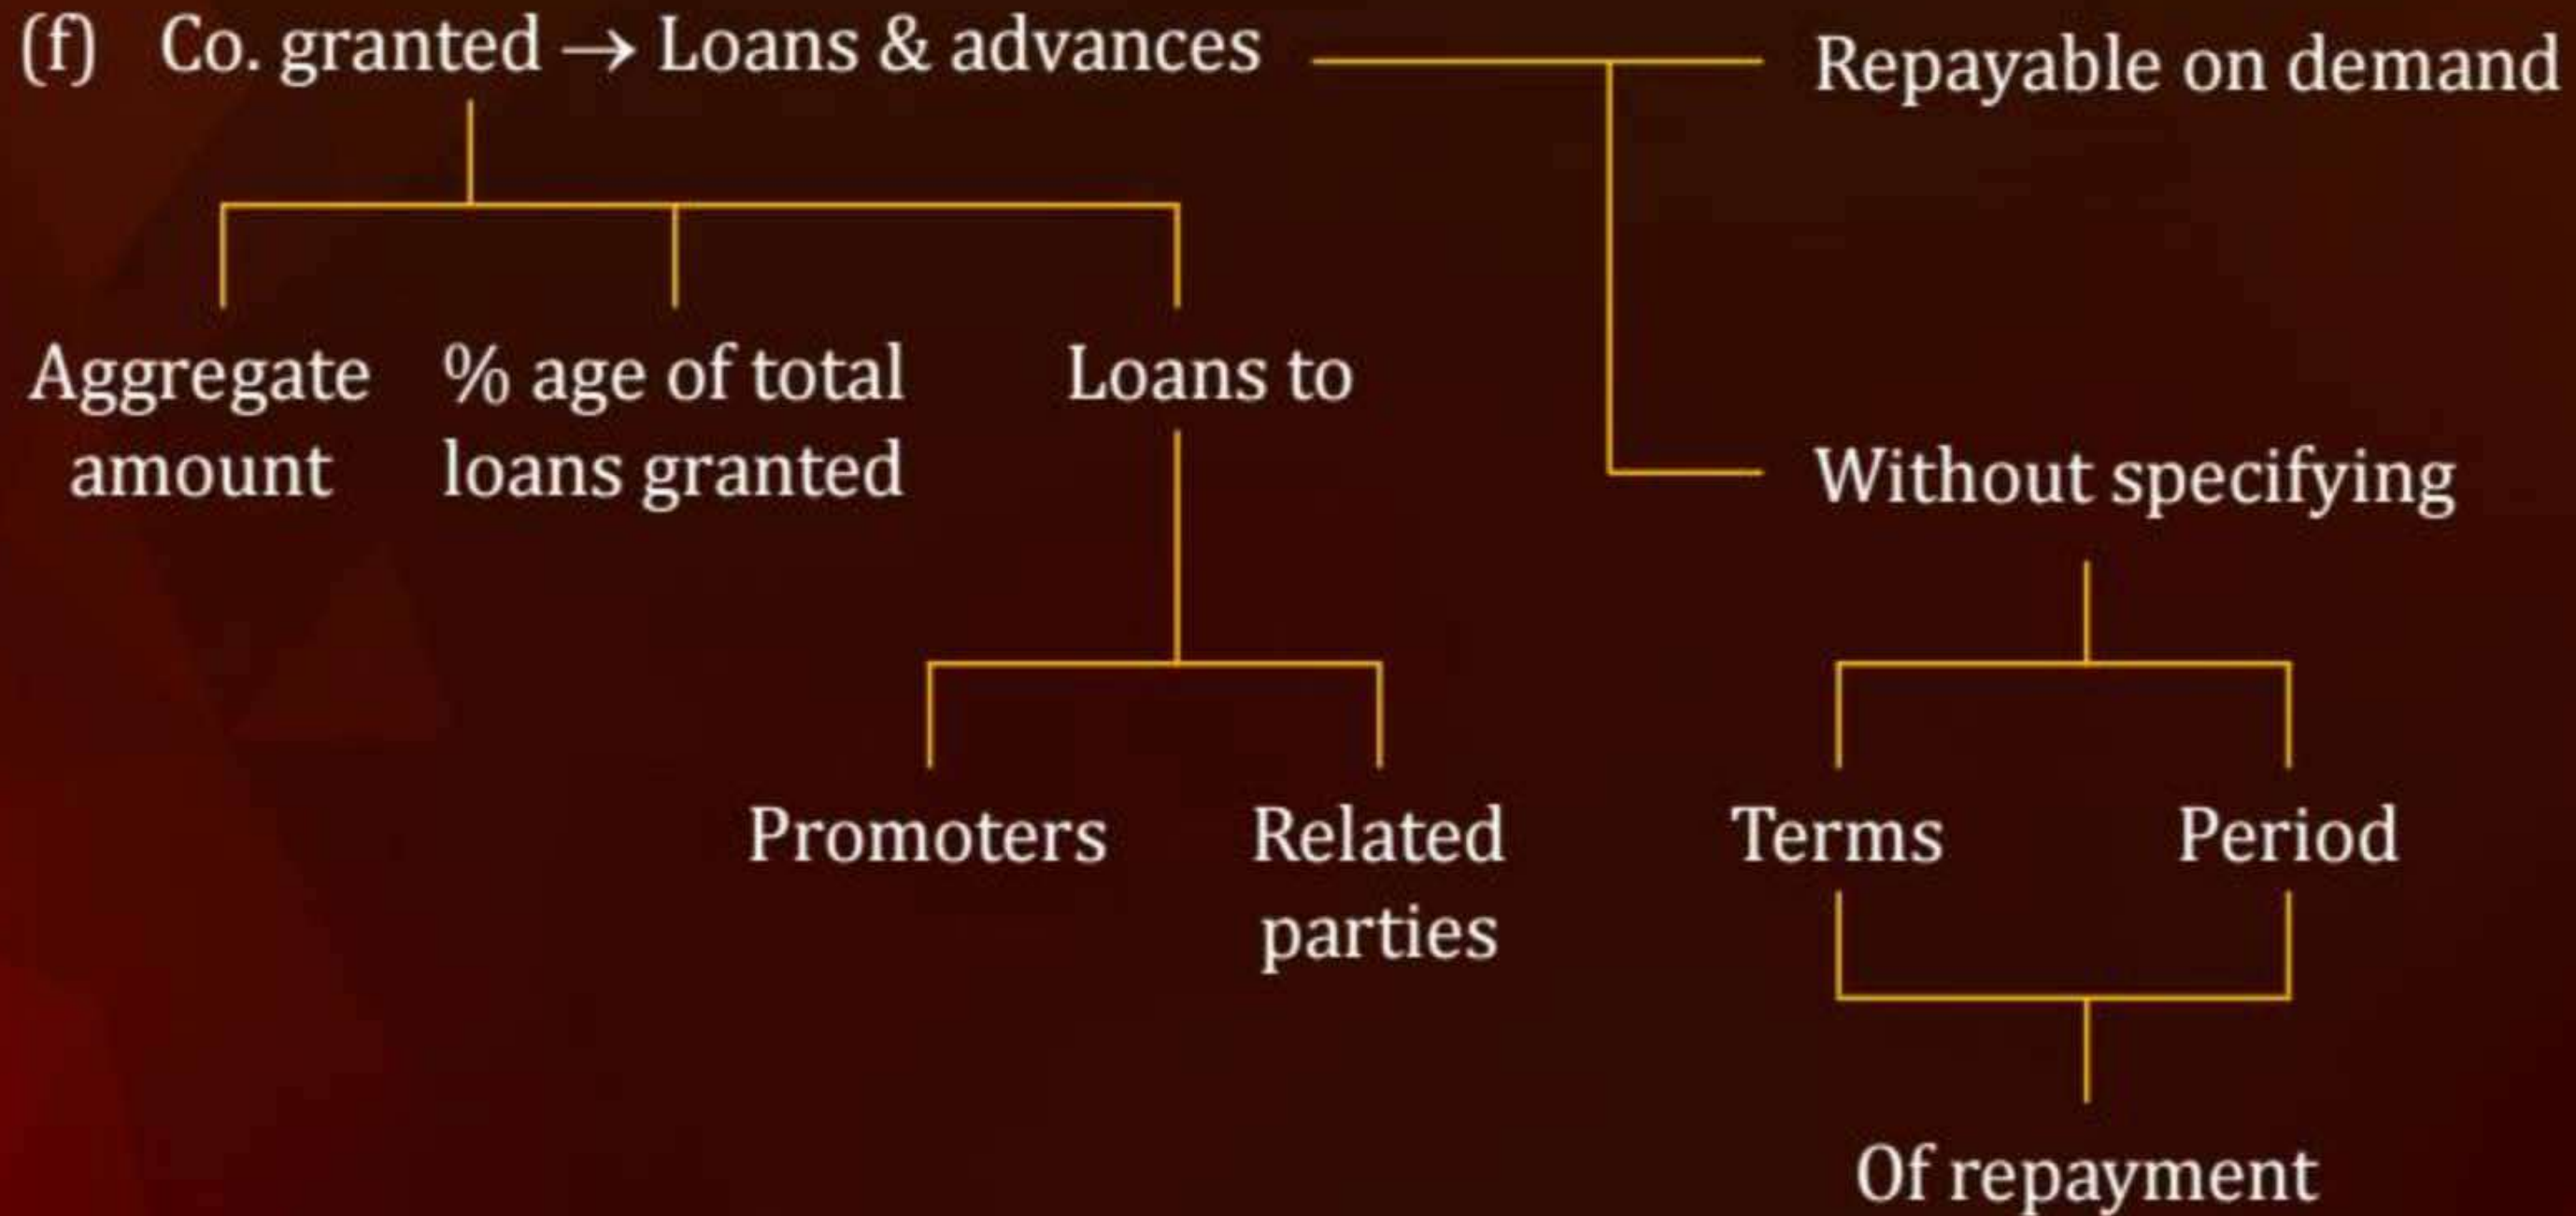 (f) Co. granted → Loans & advances
Repayable on demand
Aggregate
amount
% age of total
loans granted
Loans to
Without specifying
Promoters
Related
parties
Terms
Period
Of repayment